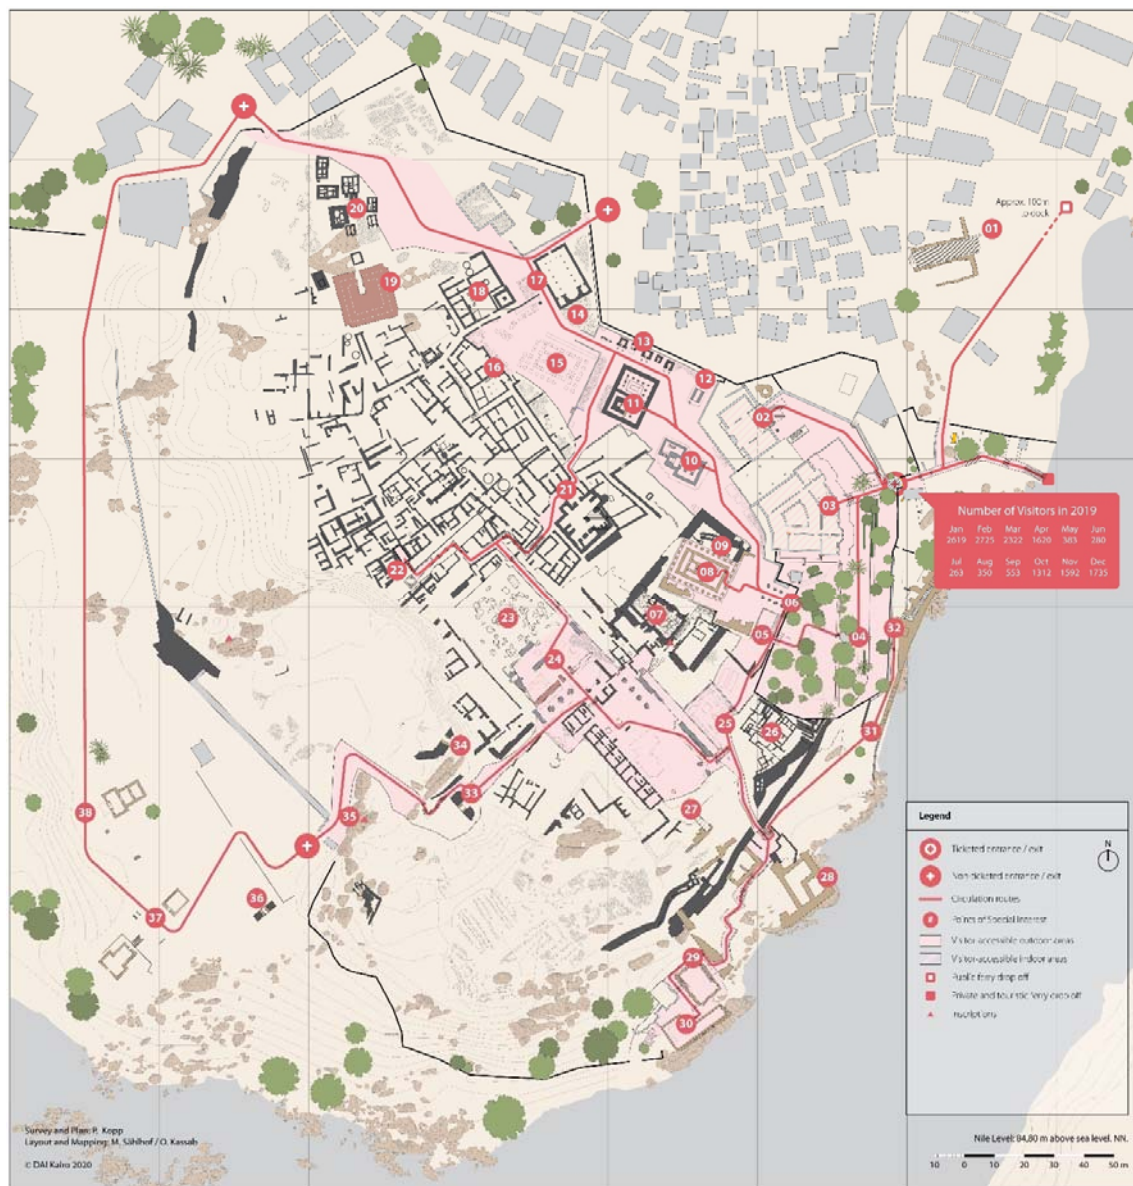 20
01
Approx. 100m
to dock
19
18
17
14
13
15
16
12
11
02
10
03
21
09
08
22
07
06
23
05
04
32
24
25
26
31
34
33
27
35
38
28
36
37
29
30
Number of Visitors in 2019
Jan Feb Mar Apr May Jun
2619 2725 2322 1620 383 280
Jul Aug Sep Oct Nov Dec
263 350 553 1312 1592 1735
Legend
N
Ticketed entrance / exit
Non-ticketed entrance / exit
Circulation routes
#
Points of Special Interest
Visitor-accessible outdoor areas
Visitor-accessible indoor areas
Public ferry drop off
Private and touristic ferry drop off
Inscriptions
Survey and Plan: P. Kopp
Layout and Mapping: M. Sählhof / O. Kassab
© DAI Kairo 2020
Nile Level: 84,80 m above sea level. NN.
10 0 10 20 30 40 50 m